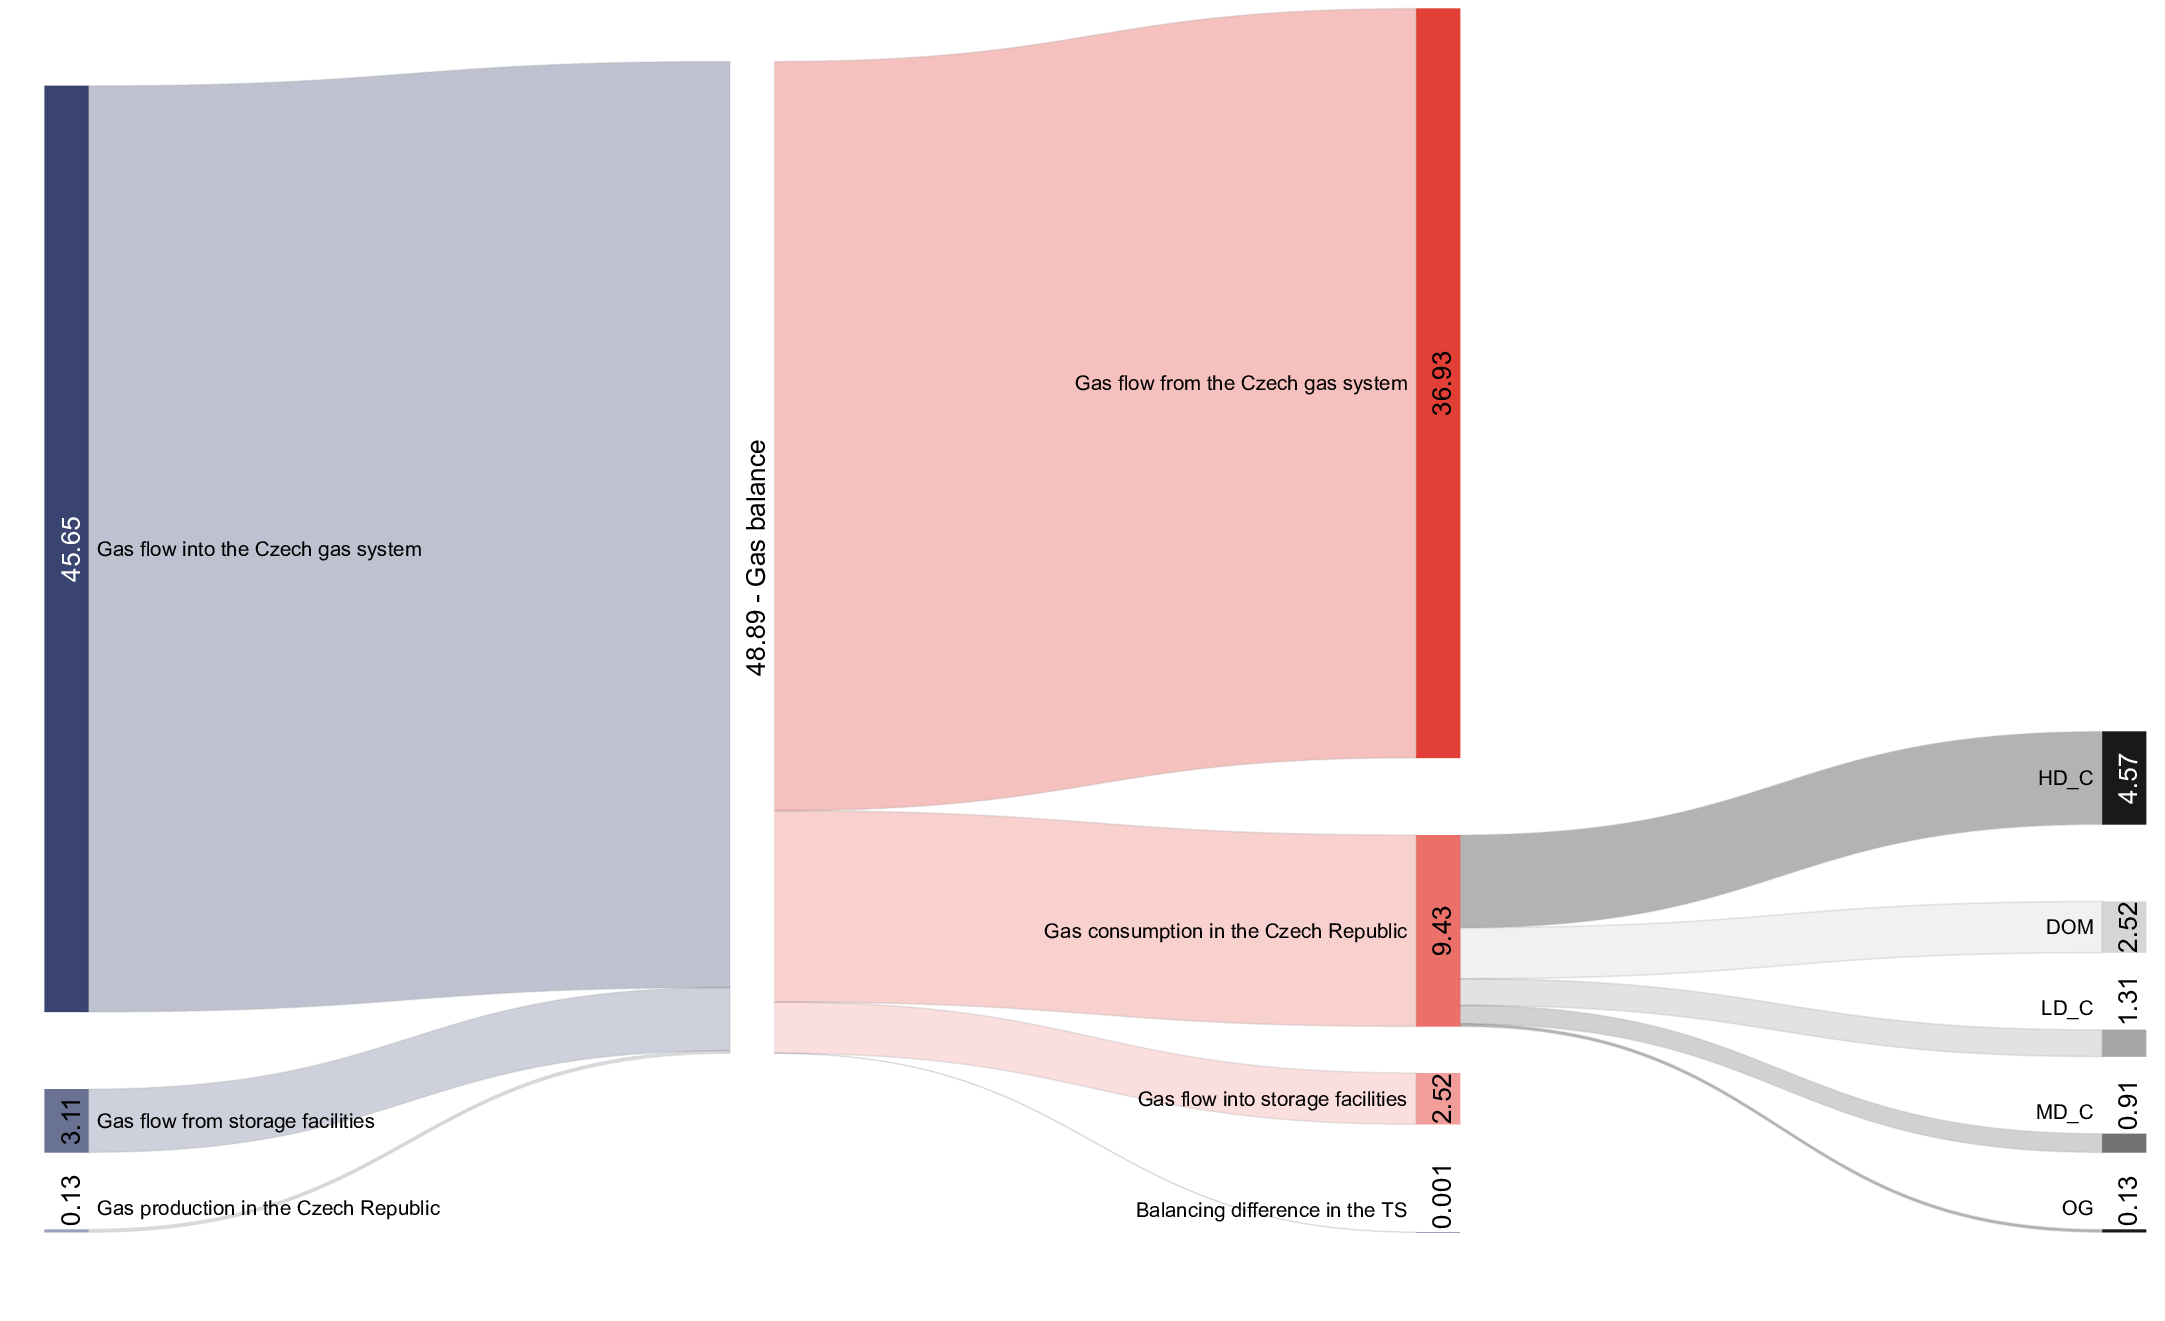 45.65
Gas flow into the Czech gas system
3.11
Gas flow from storage facilities
0.13
Gas production in the Czech Republic
48.89 - Gas balance
Gas flow from the Czech gas system
36.93
Gas consumption in the Czech Republic
9.43
Gas flow into storage facilities
2.52
Balancing difference in the TS
0.001
HD_C
4.57
DOM
2.52
LD_C
1.31
MD_C
0.91
OG
0.13